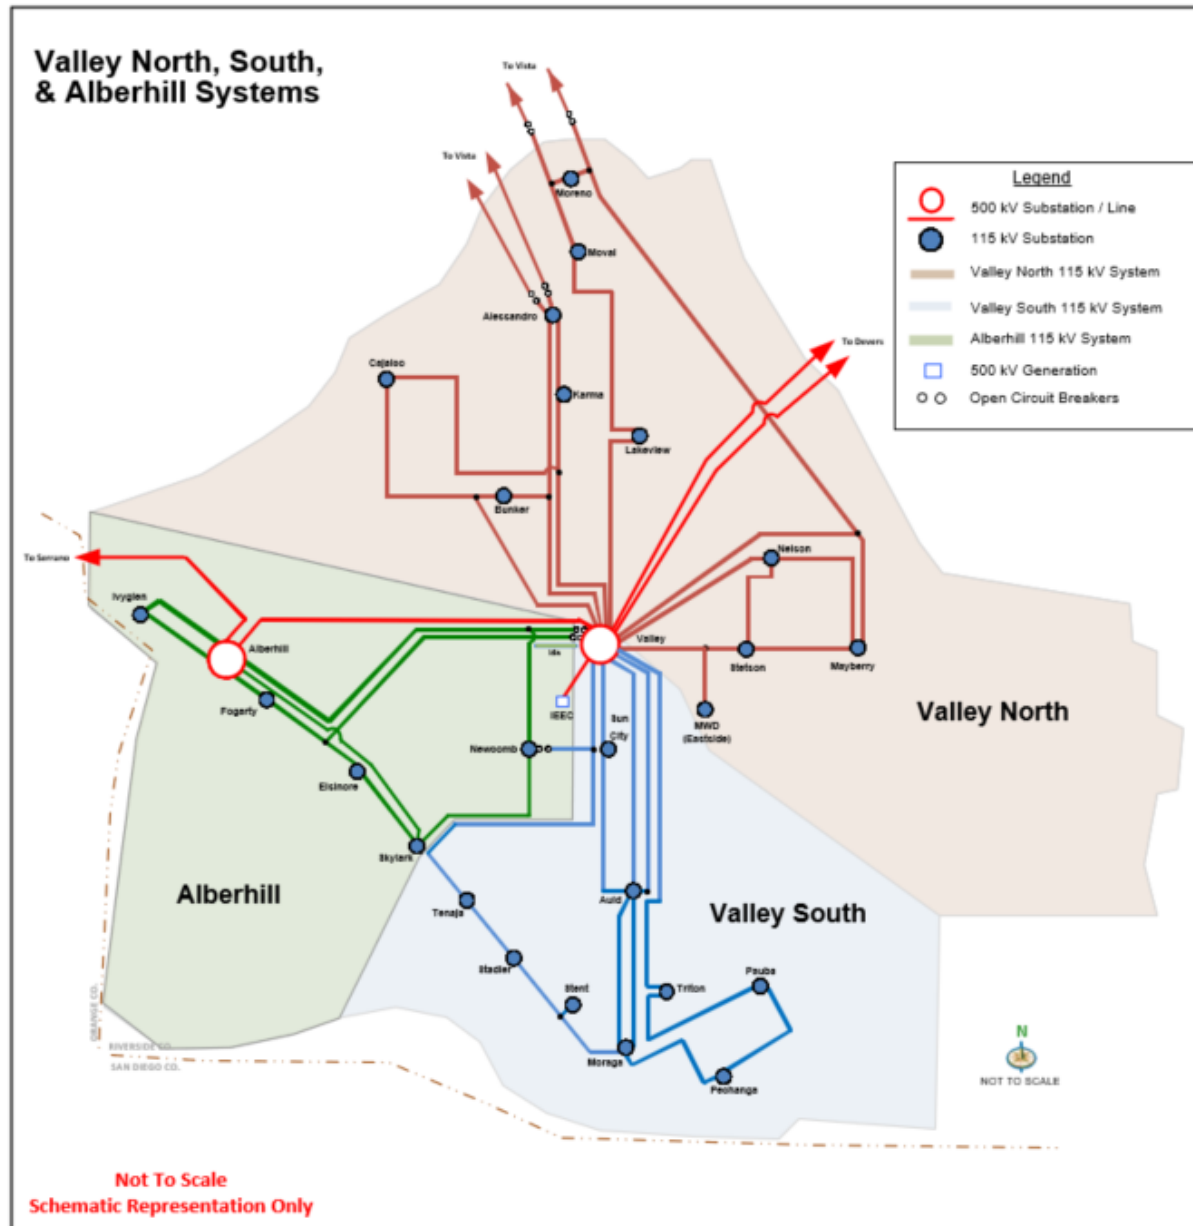 Valley North, South,
& Alberhill Systems
To Vista
To Vista
Moreno
Moval
Alessandro
Cajalco
Karma
Lakeview
Bunker
To Devers
Legend
500 kV Substation / Line
115 kV Substation
Valley North 115 kV System
Valley South 115 kV System
Alberhill 115 kV System
500 kV Generation
Open Circuit Breakers
To Serrano
Ivyglen
Alberhill
Fogarty
Elsinore
Skylark
Newcomb
IEEC
Valley
Nelson
Stetson
Mayberry
MWD
(Eastside)
Sun
City
Valley North
Alberhill
Valley South
Tenaja
Stadler
Stent
Auld
Triton
Pauba
Moraga
Pechanga
ORANGE CO.
RIVERSIDE CO.
SAN DIEGO CO.
N
NOT TO SCALE
Not To Scale
Schematic Representation Only